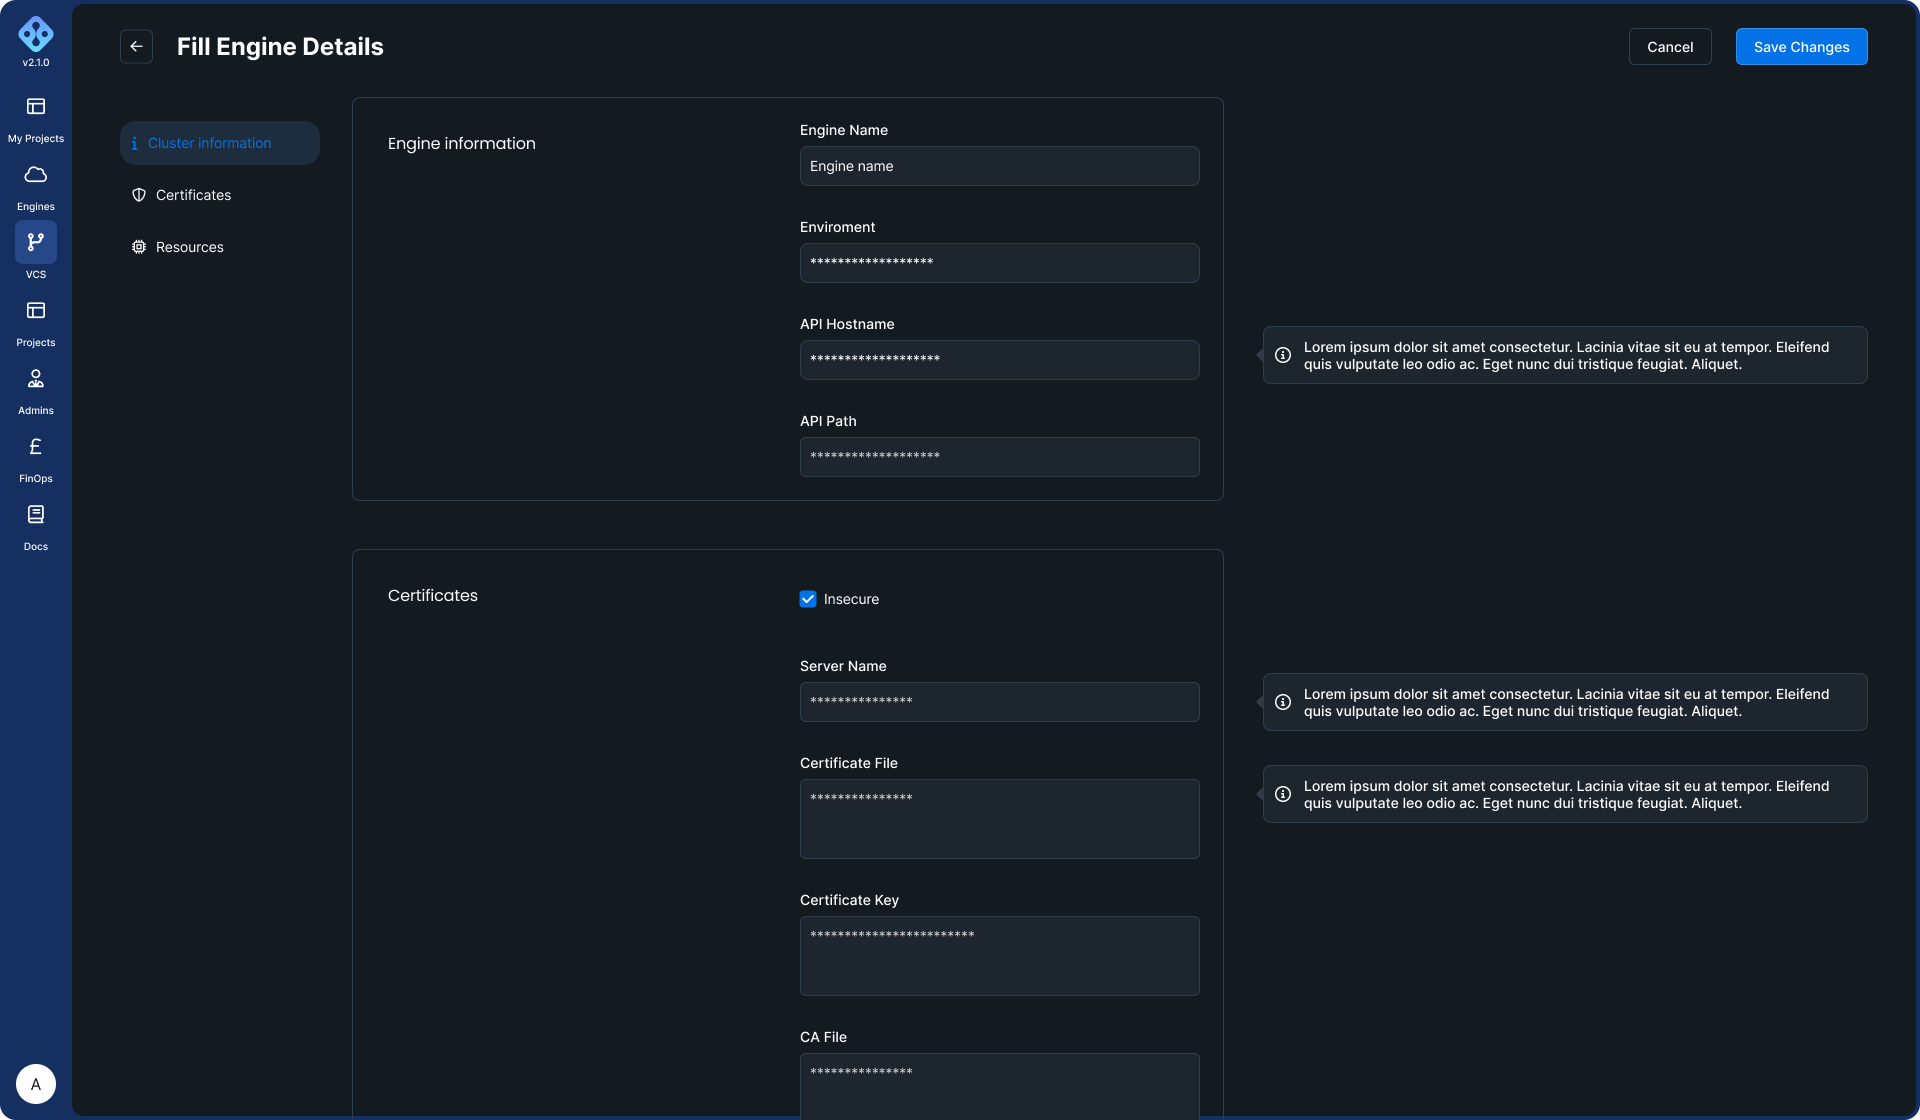 v2.1.0
My Projects
Engines
VCS
Projects
Admins
FinOps
Docs
A
Fill Engine Details
Cancel
Save Changes
Cluster information
Certificates
Resources
Engine information
Engine Name
Engine name
Enviroment
******************
API Hostname
*******************
API Path
*******************
Lorem ipsum dolor sit amet consectetur. Lacinia vitae sit eu at tempor. Eleifend
quis vulputate leo odio ac. Eget nunc dui tristique feugiat. Aliquet.
Certificates
Insecure
Server Name
***************
Lorem ipsum dolor sit amet consectetur. Lacinia vitae sit eu at tempor. Eleifend
quis vulputate leo odio ac. Eget nunc dui tristique feugiat. Aliquet.
Certificate File
***************
Lorem ipsum dolor sit amet consectetur. Lacinia vitae sit eu at tempor. Eleifend
quis vulputate leo odio ac. Eget nunc dui tristique feugiat. Aliquet.
Certificate Key
************************
CA File
***************